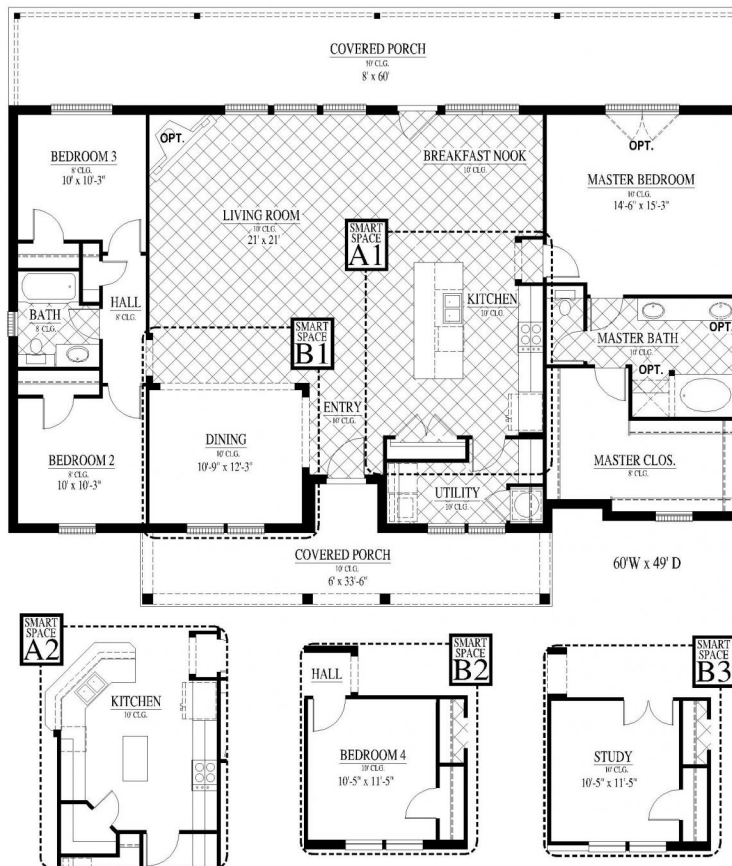 COVERED PORCH
10' CLG.
8' x 60'
OPT.
BEDROOM 3
8' CLG.
10' x 10'-3"
BREAKFAST NOOK
10' CLG.
OPT.
MASTER BEDROOM
10' CLG.
14'-6" x 15'-3"
LIVING ROOM
10' CLG.
21' x 21'
SMART
SPACE
A1
HALL
8' CLG.
BATH
8' CLG.
KITCHEN
10' CLG.
SMART
SPACE
B1
MASTER BATH
10' CLG.
OPT.
OPT.
ENTRY
10' CLG.
DINING
10' CLG.
10'-9" x 12'-3"
BEDROOM 2
8' CLG.
10' x 10'-3"
MASTER CLOS.
8' CLG.
UTILITY
10' CLG.
COVERED PORCH
10' CLG.
6' x 33'-6"
60'W x 49' D
SMART
SPACE
A2
KITCHEN
10' CLG.
SMART
SPACE
B2
HALL
BEDROOM 4
10' CLG.
10'-5" x 11'-5"
SMART
SPACE
B3
STUDY
10' CLG.
10'-5" x 11'-5"